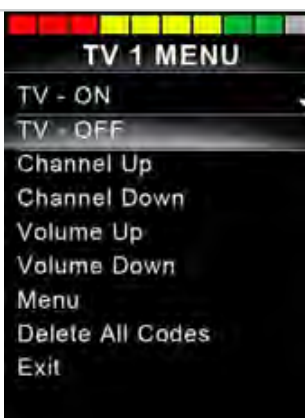 TV 1 MENU
TV - ON
TV - OFF
Channel Up
Channel Down
Volume Up
Volume Down
Menu
Delete All Codes
Exit